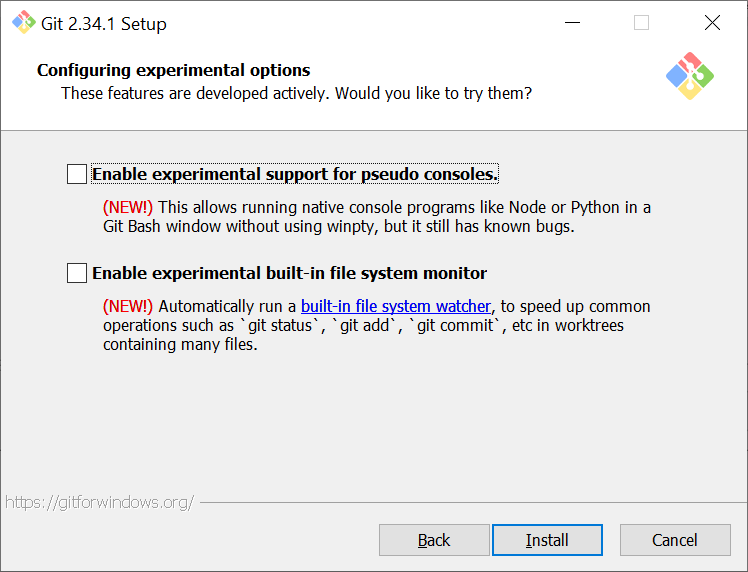 Git 2.34.1 Setup
Configuring experimental options
These features are developed actively. Would you like to try them?
Enable experimental support for pseudo consoles.
(NEW!) This allows running native console programs like Node or Python in a
Git Bash window without using winpty, but it still has known bugs.
Enable experimental built-in file system monitor
(NEW!) Automatically run a built-in file system watcher, to speed up common
operations such as `git status`, `git add`, `git commit`, etc in worktrees
containing many files.
https://gitforwindows.org/
Back
Install
Cancel